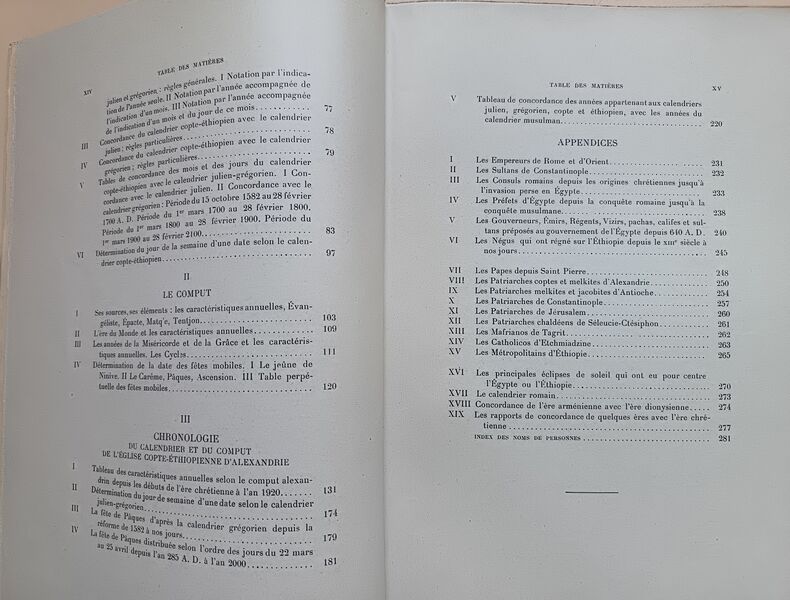 XIV
TABLE DES MATIÈRES
julien et grégorien : règles générales. I Notation par l'indica-
tion de l'année seule. II Notation par l'année accompagnée de
l'indication d'un mois. III Notation par l'année accompagnée
de l'indication d'un mois et du jour de ce mois............ 77
III Concordance du calendrier copte-éthiopien avec le calendrier
julien : règles particulières............ 78
IV Concordance du calendrier copte-éthiopien avec le calendrier
grégorien ; règles particulières............ 79
V Tables de concordance des mois et des jours du calendrier
copte-éthiopien avec le calendrier julien-grégorien. I Con-
cordance avec le calendrier julien. II Concordance avec le
calendrier grégorien : Période du 15 octobre 1582 au 28 février
1700 A. D. Période du 1er mars 1700 au 28 février 1800.
Période du 1er mars 1800 au 28 février 1900. Période du
1er mars 1900 au 28 février 2100............ 83
VI Détermination du jour de la semaine d'une date selon le calen-
drier copte-éthiopien............ 97
II
LE COMPUT
I Ses sources, ses éléments : les caractéristiques annuelles, Évan-
géliste, Épacte, Matq'e, Tentjon............ 103
II L'ère du Monde et les caractéristiques annuelles............ 109
III Les années de la Miséricorde et de la Grâce et les caractéris-
tiques annuelles. Les Cycles............ 111
IV Détermination de la date des fêtes mobiles. I Le jeûne de
Ninive. II Le Carême, Pâques, Ascension. III Table perpé-
tuelle des fêtes mobiles............ 120
III
CHRONOLOGIE
DU CALENDRIER ET DU COMPUT
DE L'ÉGLISE COPTE-ÉTHIOPIENNE D'ALEXANDRIE
I Tableau des caractéristiques annuelles selon le comput alexan-
drin depuis les débuts de l'ère chrétienne à l'an 1920....... 131
II Détermination du jour de semaine d'une date selon le calendrier
julien-grégorien............ 174
III La fête de Pâques d'après la calendrier grégorien depuis la
réforme de 1582 à nos jours............ 179
IV La fête de Pâques distribuée selon l'ordre des jours du 22 mars
au 25 avril depuis l'an 285 A. D. à l'an 2000............ 181
TABLE DES MATIÈRES
XV
V Tableau de concordance des années appartenant aux calendriers
julien, grégorien, copte et éthiopien, avec les années du
calendrier musulman............ 220
APPENDICES
I Les Empereurs de Rome et d'Orient............ 231
II Les Sultans de Constantinople............ 232
III Les Consuls romains depuis les origines chrétiennes jusqu'à
l'invasion perse en Égypte............ 233
IV Les Préfets d'Égypte depuis la conquête romaine jusqu'à la
conquête musulmane............ 238
V Les Gouverneurs, Émirs, Régents, Vizirs, pachas, califes et sul-
tans préposés au gouvernement de l'Égypte depuis 640 A. D. 240
VI Les Négus qui ont régné sur l'Éthiopie depuis le XIIIe siècle à
nos jours............ 245
VII Les Papes depuis Saint Pierre............ 248
VIII Les Patriarches coptes et melkites d'Alexandrie............ 250
IX Les Patriarches melkites et jacobites d'Antioche............ 254
X Les Patriarches de Constantinople............ 257
XI Les Patriarches de Jérusalem............ 260
XII Les Patriarches chaldéens de Séleucie-Ctésiphon............ 261
XIII Les Mafrianos de Tagrit............ 262
XIV Les Catholicos d'Etchmiadzine............ 263
XV Les Métropolitains d'Éthiopie............ 265
XVI Les principales éclipses de soleil qui ont eu pour centre
l'Égypte ou l'Éthiopie............ 270
XVII Le calendrier romain............ 273
XVIII Concordance de l'ère arménienne avec l'ère dionysienne..... 274
XIX Les rapports de concordance de quelques ères avec l'ère chré-
tienne............ 277
INDEX DES NOMS DE PERSONNES............ 281